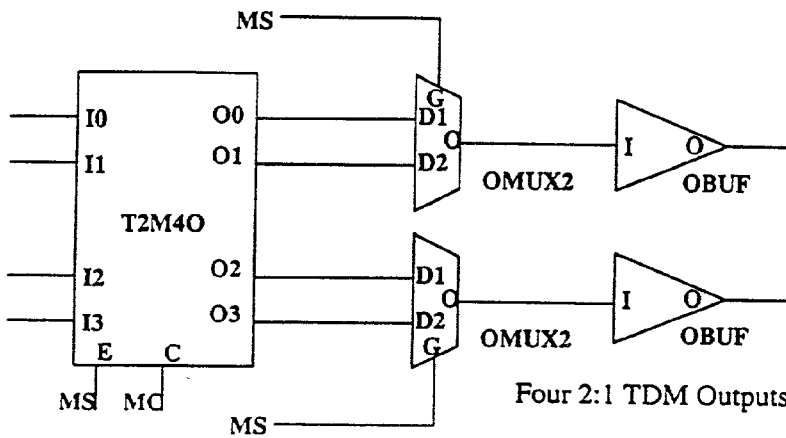 MS
G
I0 O0 D1
O I O
I1 O1 D2
OMUX2 OBUF
T2M4O
I2 O2 D1
O I O
I3 O3 D2
OMUX2 OBUF
E C G
MS MC
Four 2:1 TDM Outputs
MS